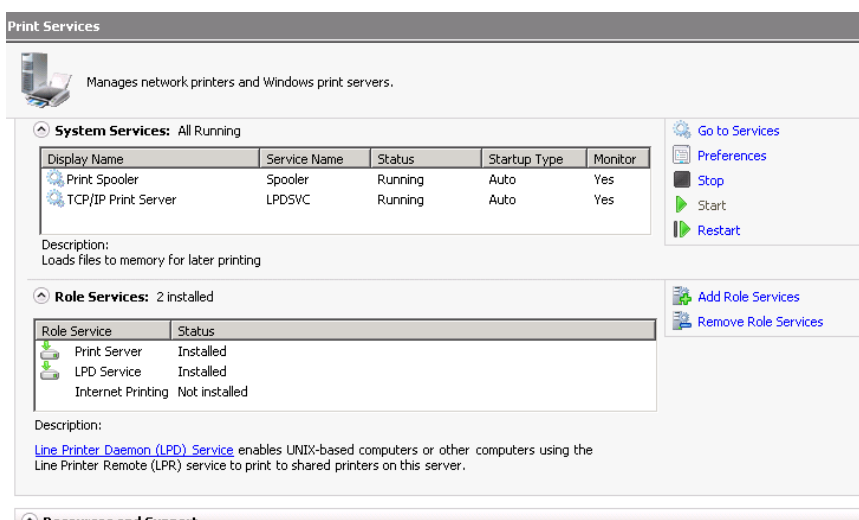 Print Services
Manages network printers and Windows print servers.
System Services: All Running
Go to Services
Preferences
Stop
Start
Restart
Display Name Service Name Status Startup Type Monitor
Print Spooler Spooler Running Auto Yes
TCP/IP Print Server LPDSVC Running Auto Yes
Description:
Loads files to memory for later printing
Role Services: 2 installed
Add Role Services
Remove Role Services
Role Service Status
Print Server Installed
LPD Service Installed
Internet Printing Not installed
Description:
Line Printer Daemon (LPD) Service enables UNIX-based computers or other computers using the
Line Printer Remote (LPR) service to print to shared printers on this server.
Resources and Support